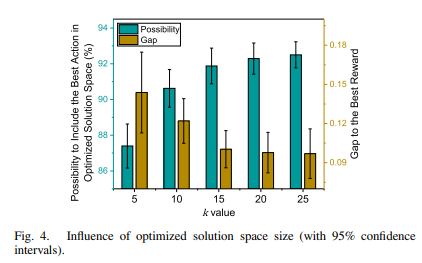 Possibility to Include the Best Action in
Optimized Solution Space (%)
94
92
90
88
86
Possibility
Gap
0.18
0.15
0.12
0.09
Gap to the Best Reward
5
10
15
20
25
k value
Fig. 4. Influence of optimized solution space size (with 95% confidence
intervals).